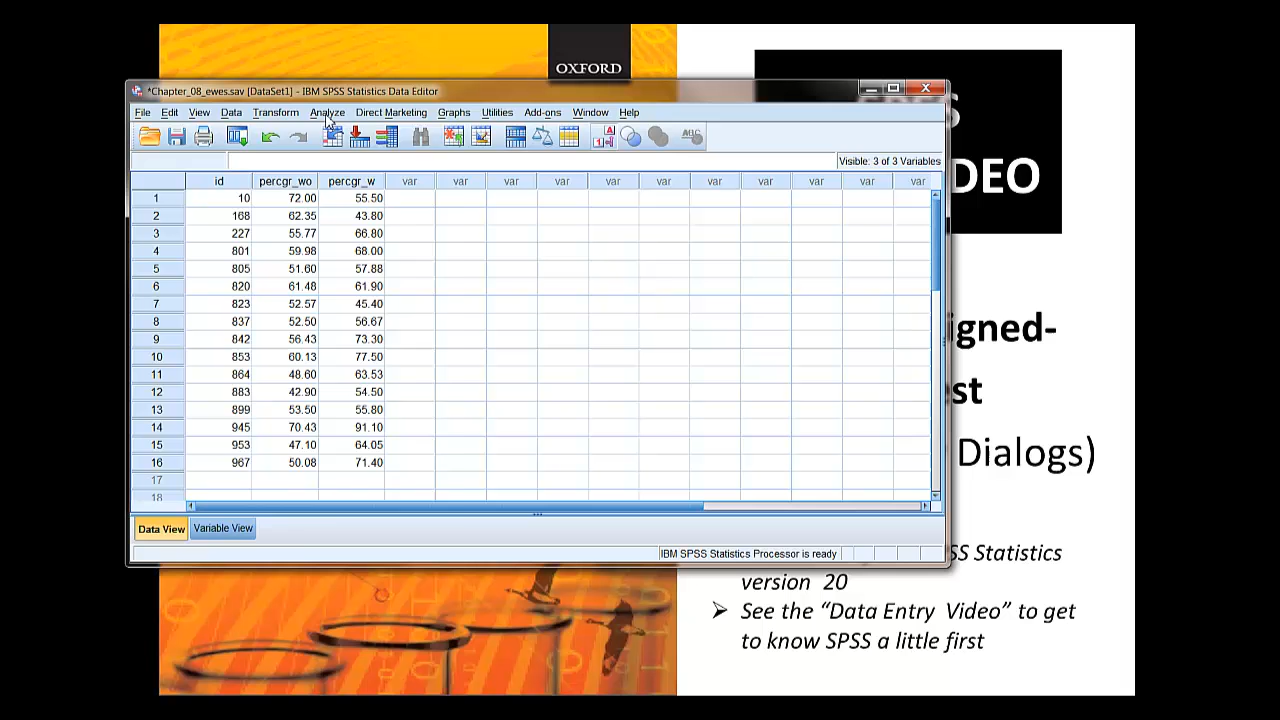 OXFORD
*Chapter_08_ewes.sav [DataSet1] - IBM SPSS Statistics Data Editor
File Edit View Data Transform Analyze Direct Marketing Graphs Utilities Add-ons Window Help
Visible: 3 of 3 Variables
id percgr_wo percgr_w var var var var var var var var var var var
1 10 72.00 55.50
2 168 62.35 43.80
3 227 55.77 66.80
4 801 59.98 68.00
5 805 51.60 57.88
6 820 61.48 61.90
7 823 52.57 45.40
8 837 52.50 56.67
9 842 56.43 73.30
10 853 60.13 77.50
11 864 48.60 63.53
12 883 42.90 54.50
13 899 53.50 55.80
14 945 70.43 91.10
15 953 47.10 64.05
16 967 50.08 71.40
17
18
Data View Variable View
IBM SPSS Statistics Processor is ready
DEO
igned-
st
Dialogs)
SS Statistics
version 20
➢ See the “Data Entry Video” to get
to know SPSS a little first